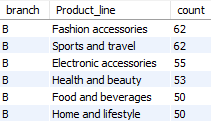 branch Product_line count
B Fashion accessories 62
B Sports and travel 62
B Electronic accessories 55
B Health and beauty 53
B Food and beverages 50
B Home and lifestyle 50